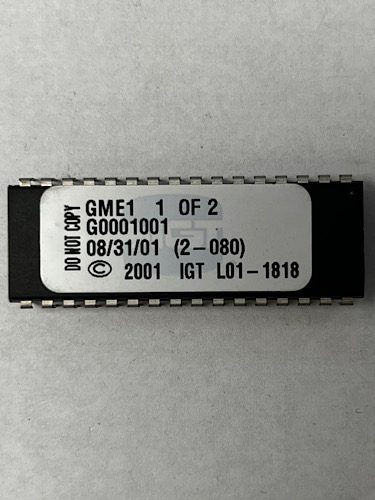 DO NOT COPY
GME1 1 OF 2
G0001001
08/31/01 (2-080)
© 2001 IGT L01-1818